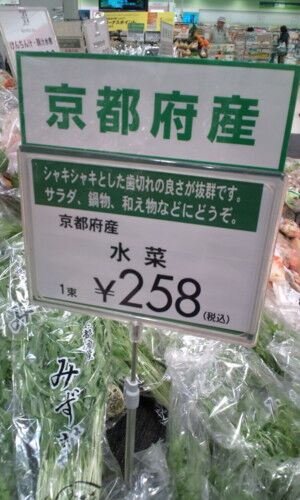 京都府産
シャキシャキとした歯切れの良さが抜群です。
サラダ、鍋物、和え物などにどうぞ。
京都府産
水菜
1束 ¥258(税込)
みず